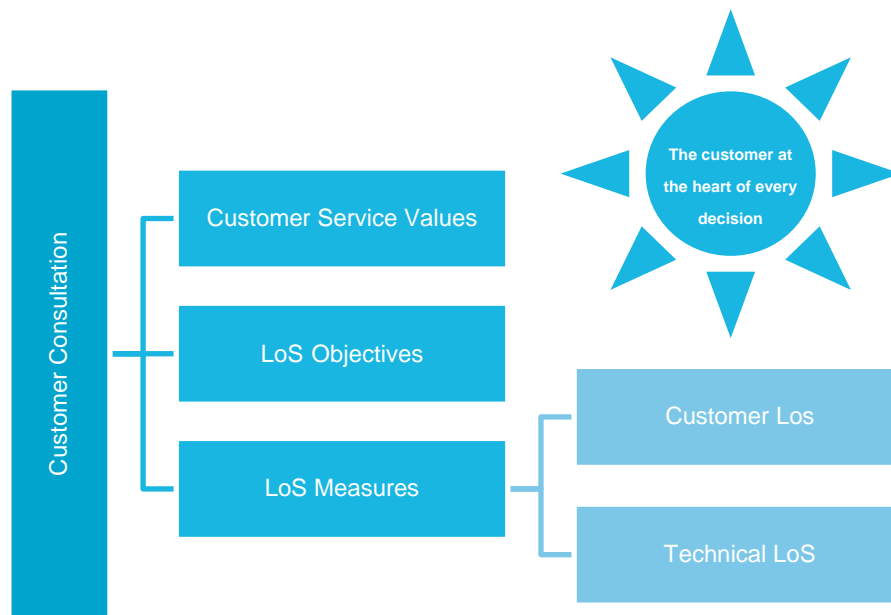 The customer at
the heart of every
decision
Customer Consultation
Customer Service Values
LoS Objectives
LoS Measures
Customer Los
Technical LoS